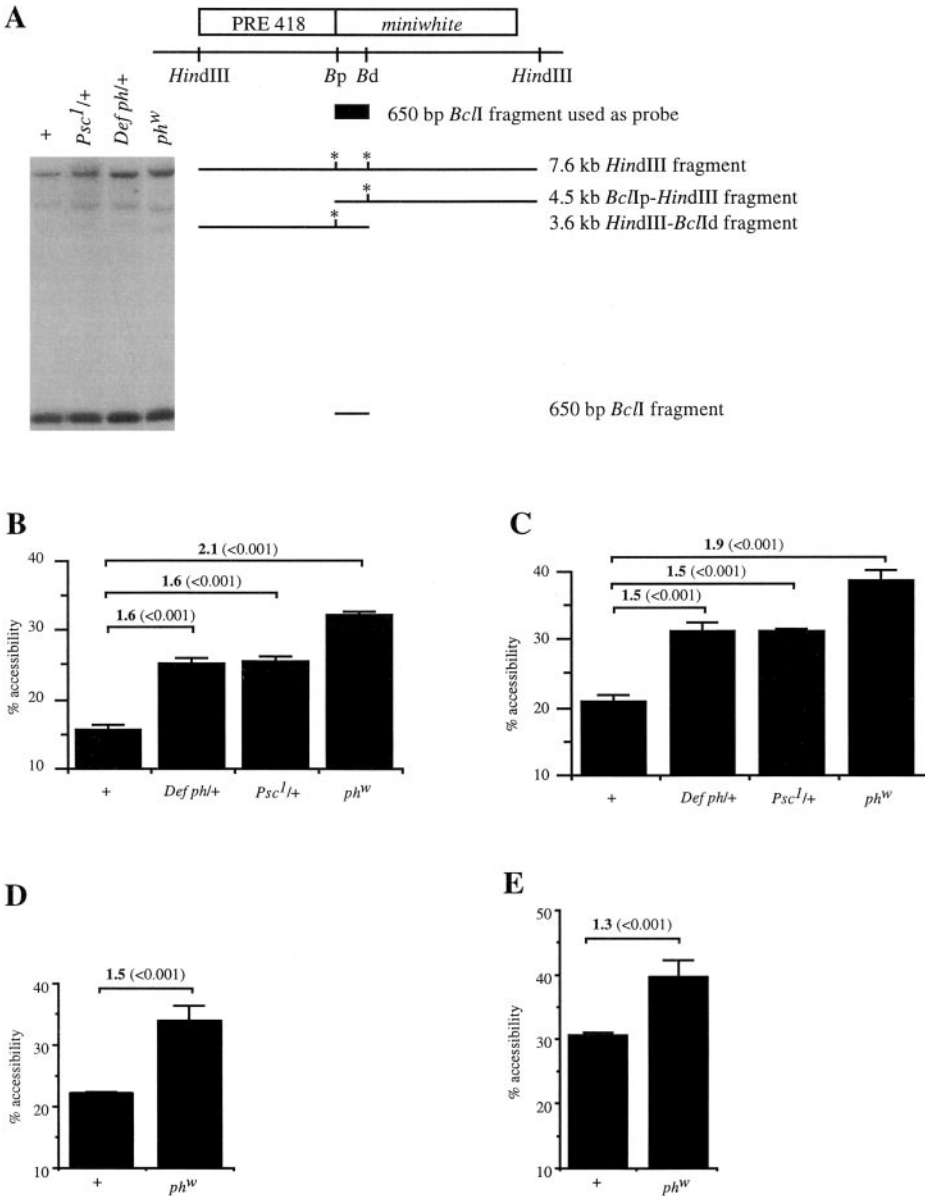 A
PRE 418 miniwhite
HindIII Bp Bd HindIII
+ Psc1/+ Def ph/+ phw
650 bp BclI fragment used as probe
* * 7.6 kb HindIII fragment
* 4.5 kb BclIp-HindIII fragment
* 3.6 kb HindIII-BclId fragment
650 bp BclI fragment
B
2.1 (<0.001)
1.6 (<0.001)
1.6 (<0.001)
% accessibility
40
30
20
10
+ Def ph/+ Psc1/+ phw
C
1.9 (<0.001)
1.5 (<0.001)
1.5 (<0.001)
% accessibility
40
30
20
10
+ Def ph/+ Psc1/+ phw
D
1.5 (<0.001)
% accessibility
40
30
20
10
+ phw
E
1.3 (<0.001)
% accessibility
50
40
30
20
10
+ phw